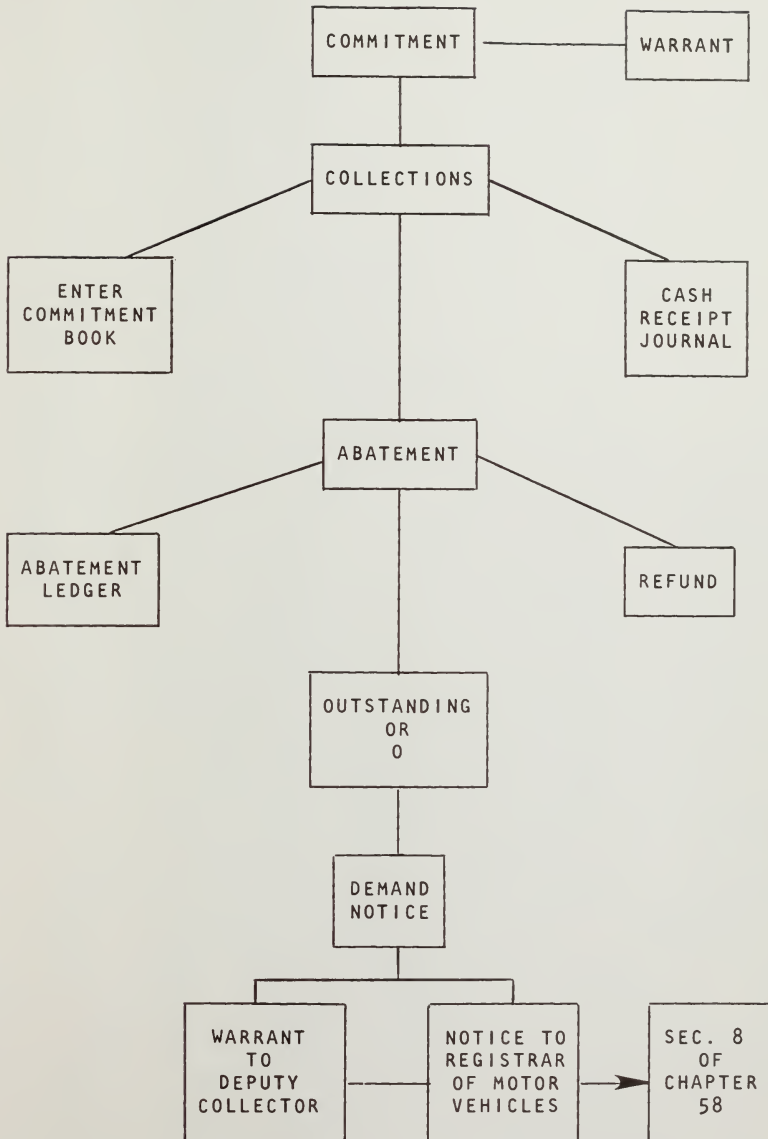 COMMITMENT
WARRANT
COLLECTIONS
ENTER
COMMITMENT
BOOK
CASH
RECEIPT
JOURNAL
ABATEMENT
ABATEMENT
LEDGER
REFUND
OUTSTANDING
OR
O
DEMAND
NOTICE
WARRANT
TO
DEPUTY
COLLECTOR
NOTICE TO
REGISTRAR
OF MOTOR
VEHICLES
SEC. 8
OF
CHAPTER
58